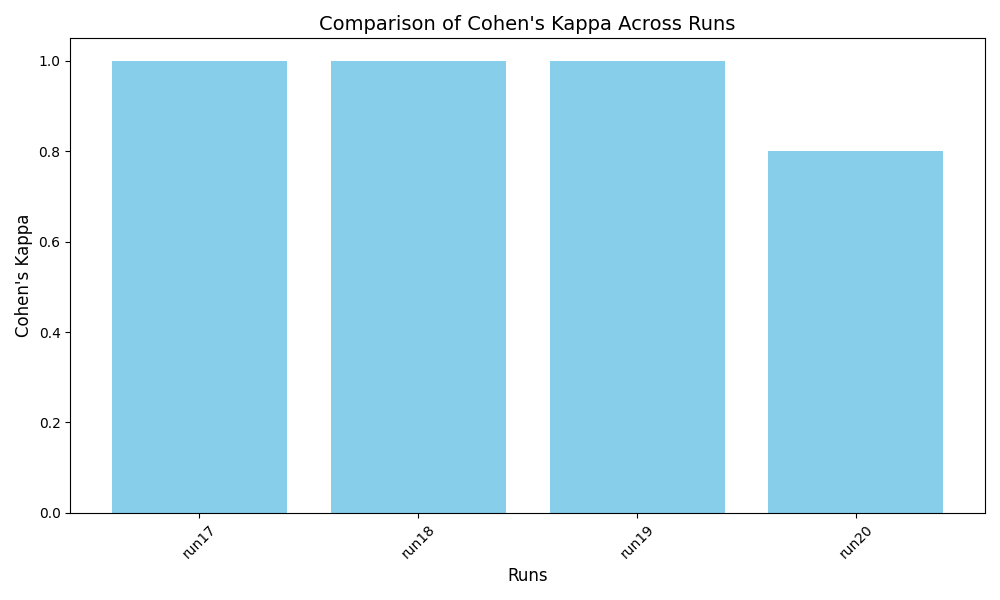 Comparison of Cohen's Kappa Across Runs
Cohen's Kappa
1.0
0.8
0.6
0.4
0.2
0.0
run17
run18
run19
run20
Runs